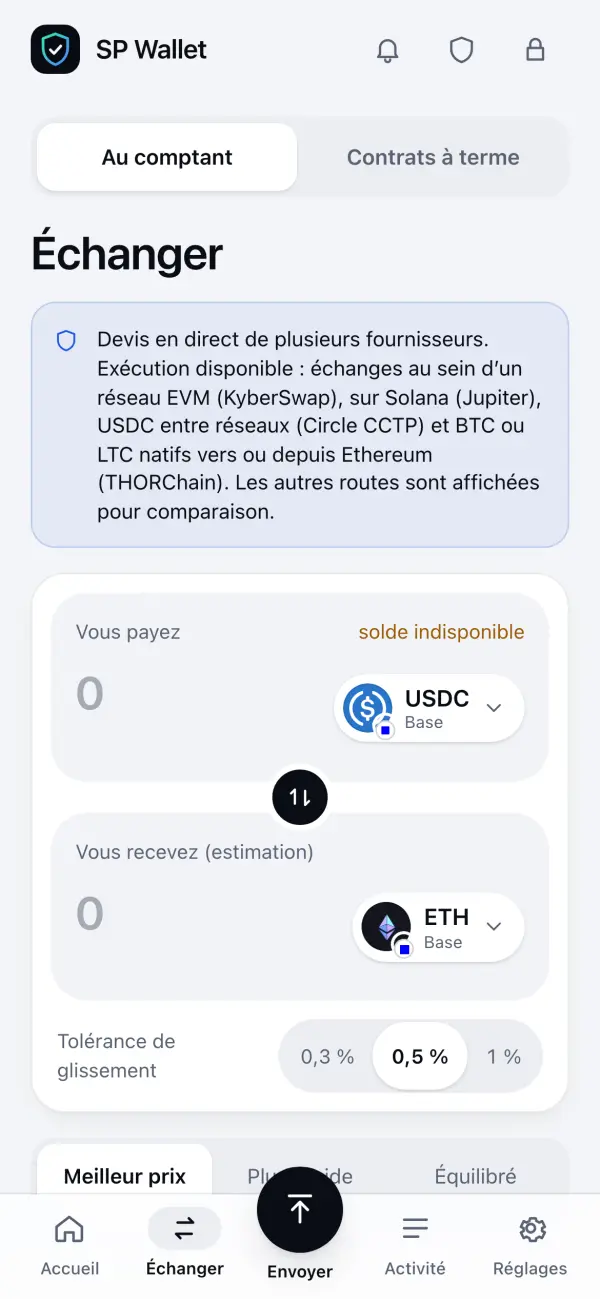 SP Wallet
Au comptant
Contrats à terme
Échanger
Devis en direct de plusieurs fournisseurs.
Exécution disponible : échanges au sein d’un
réseau EVM (KyberSwap), sur Solana (Jupiter),
USDC entre réseaux (Circle CCTP) et BTC ou
LTC natifs vers ou depuis Ethereum
(THORChain). Les autres routes sont affichées
pour comparaison.
Vous payez
solde indisponible
0
USDC
Base
Vous recevez (estimation)
0
ETH
Base
Tolérance de
glissement
0,3 %
0,5 %
1 %
Meilleur prix
Équilibré
Accueil
Échanger
Envoyer
Activité
Réglages